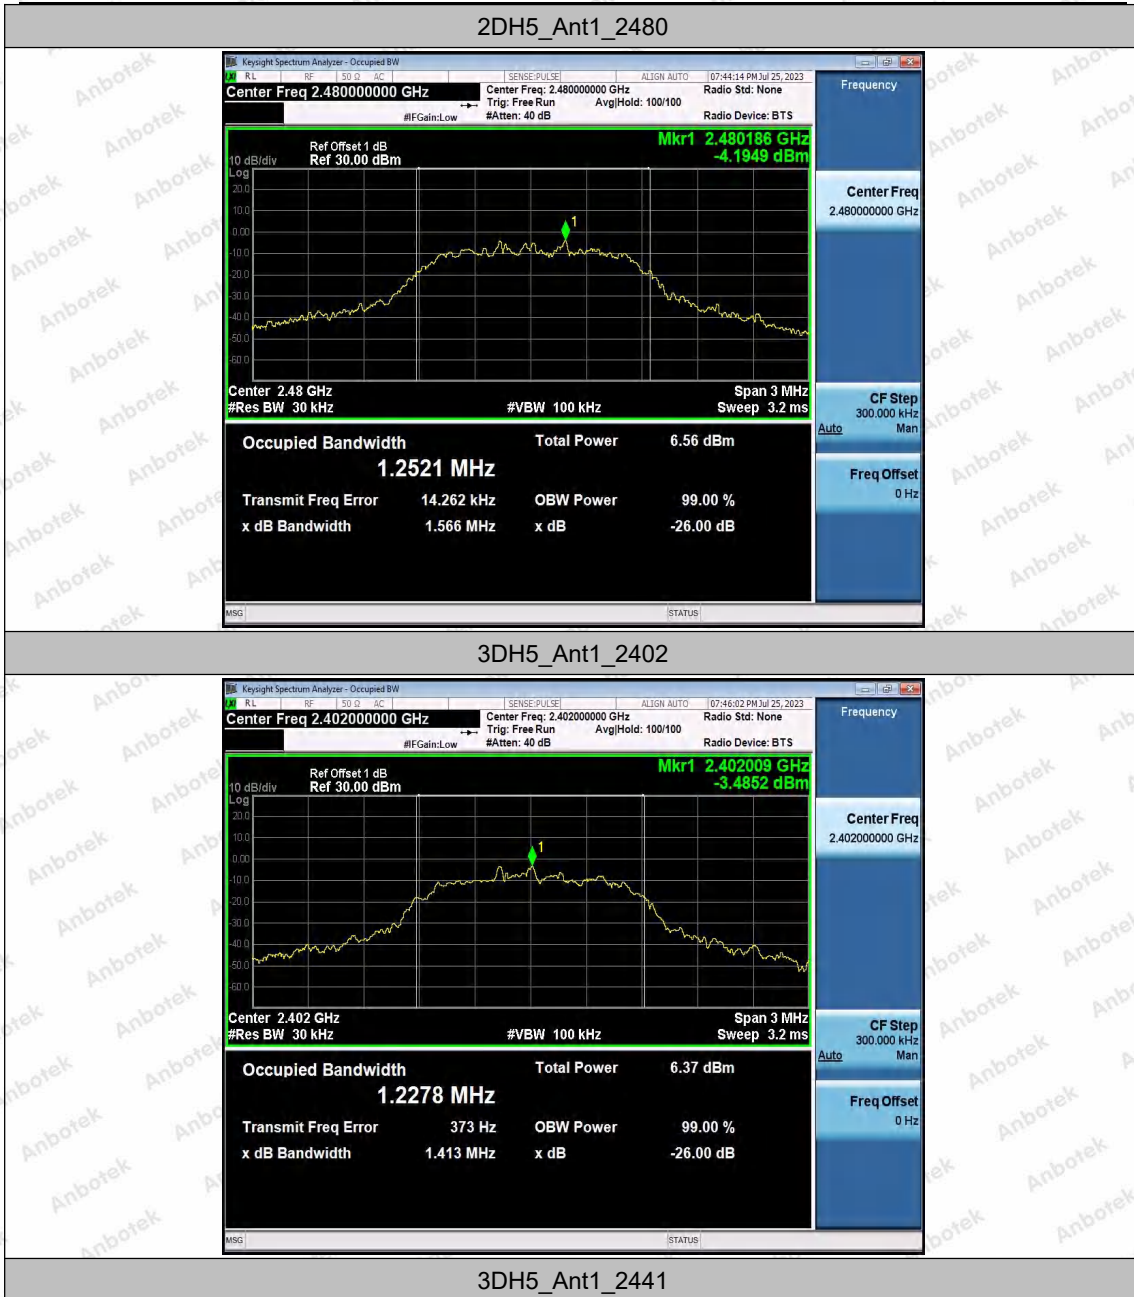 2DH5_Ant1_2480
Keysight Spectrum Analyzer - Occupied BW
RL RF 50 Ω AC SENSE:PULSE ALIGN AUTO 07:44:14 PM Jul 25, 2023
Center Freq 2.480000000 GHz Center Freq: 2.480000000 GHz Radio Std: None Frequency
Trig: Free Run Avg|Hold: 100/100
#IFGain:Low #Atten: 40 dB Radio Device: BTS
Mkr1 2.480186 GHz
-4.1949 dBm
Ref Offset 1 dB
10 dB/div Ref 30.00 dBm
Log
20.0
10.0
0.00
-10.0
-20.0
-30.0
-40.0
-50.0
-60.0
1
Center Freq
2.480000000 GHz
Center 2.48 GHz Span 3 MHz
#Res BW 30 kHz #VBW 100 kHz Sweep 3.2 ms
CF Step
300.000 kHz
Auto Man
Occupied Bandwidth Total Power 6.56 dBm
1.2521 MHz
Freq Offset
0 Hz
Transmit Freq Error 14.262 kHz OBW Power 99.00 %
x dB Bandwidth 1.566 MHz x dB -26.00 dB
MSG STATUS
3DH5_Ant1_2402
Keysight Spectrum Analyzer - Occupied BW
RL RF 50 Ω AC SENSE:PULSE ALIGN AUTO 07:46:02 PM Jul 25, 2023
Center Freq 2.402000000 GHz Center Freq: 2.402000000 GHz Radio Std: None Frequency
Trig: Free Run Avg|Hold: 100/100
#IFGain:Low #Atten: 40 dB Radio Device: BTS
Mkr1 2.402009 GHz
-3.4852 dBm
Ref Offset 1 dB
10 dB/div Ref 30.00 dBm
Log
20.0
10.0
0.00
-10.0
-20.0
-30.0
-40.0
-50.0
-60.0
1
Center Freq
2.402000000 GHz
Center 2.402 GHz Span 3 MHz
#Res BW 30 kHz #VBW 100 kHz Sweep 3.2 ms
CF Step
300.000 kHz
Auto Man
Occupied Bandwidth Total Power 6.37 dBm
1.2278 MHz
Freq Offset
0 Hz
Transmit Freq Error 373 Hz OBW Power 99.00 %
x dB Bandwidth 1.413 MHz x dB -26.00 dB
MSG STATUS
3DH5_Ant1_2441